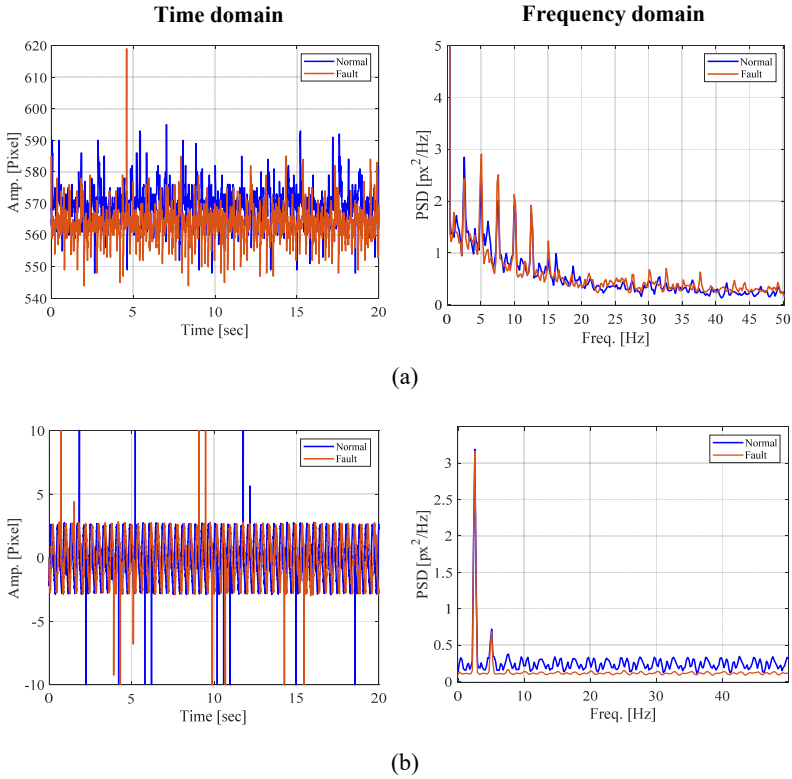 Time domain
Frequency domain
620
610
600
590
580
570
560
550
540
0
5
10
15
20
Amp. [Pixel]
Time [sec]
Normal
Fault
5
4
3
2
1
0
0
5
10
15
20
25
30
35
40
45
50
PSD [px²/Hz]
Freq. [Hz]
Normal
Fault
(a)
10
5
0
-5
-10
0
5
10
15
20
Amp. [Pixel]
Time [sec]
Normal
Fault
3
2.5
2
1.5
1
0.5
0
0
10
20
30
40
PSD [px²/Hz]
Freq. [Hz]
Normal
Fault
(b)